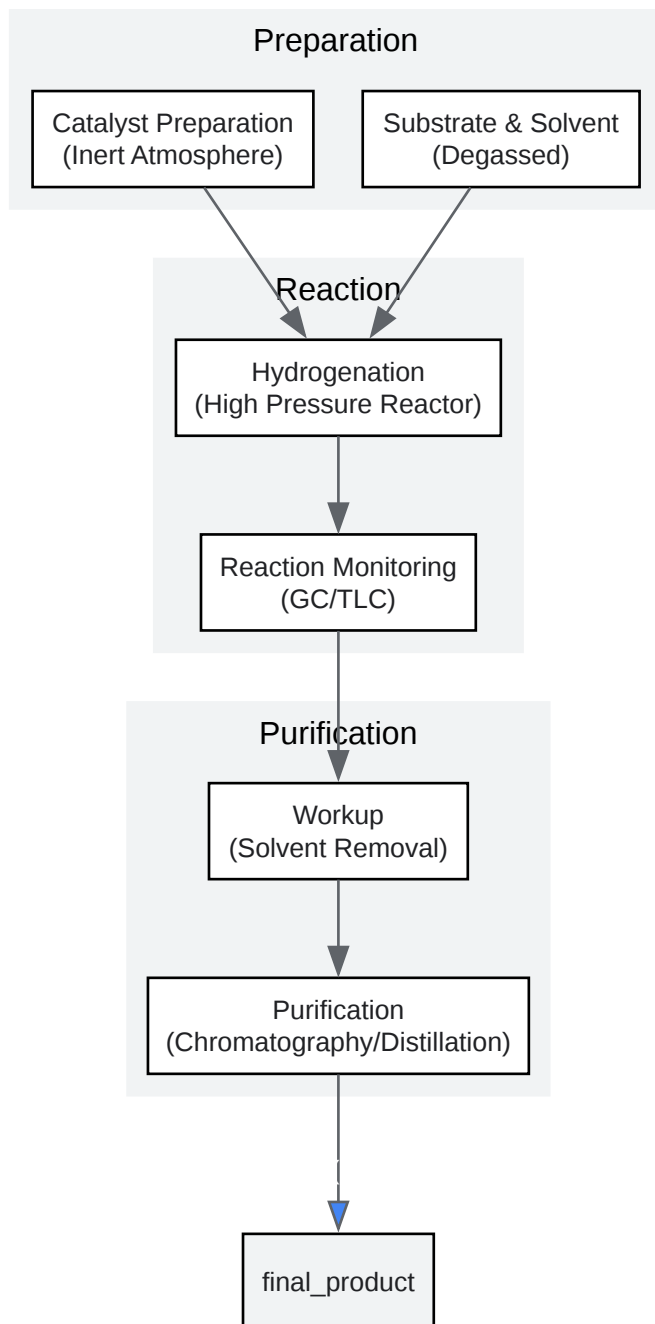 Preparation
Catalyst Preparation
(Inert Atmosphere)
Substrate & Solvent
(Degassed)
Reaction
Hydrogenation
(High Pressure Reactor)
Reaction Monitoring
(GC/TLC)
Purification
Workup
(Solvent Removal)
Purification
(Chromatography/Distillation)
final_product